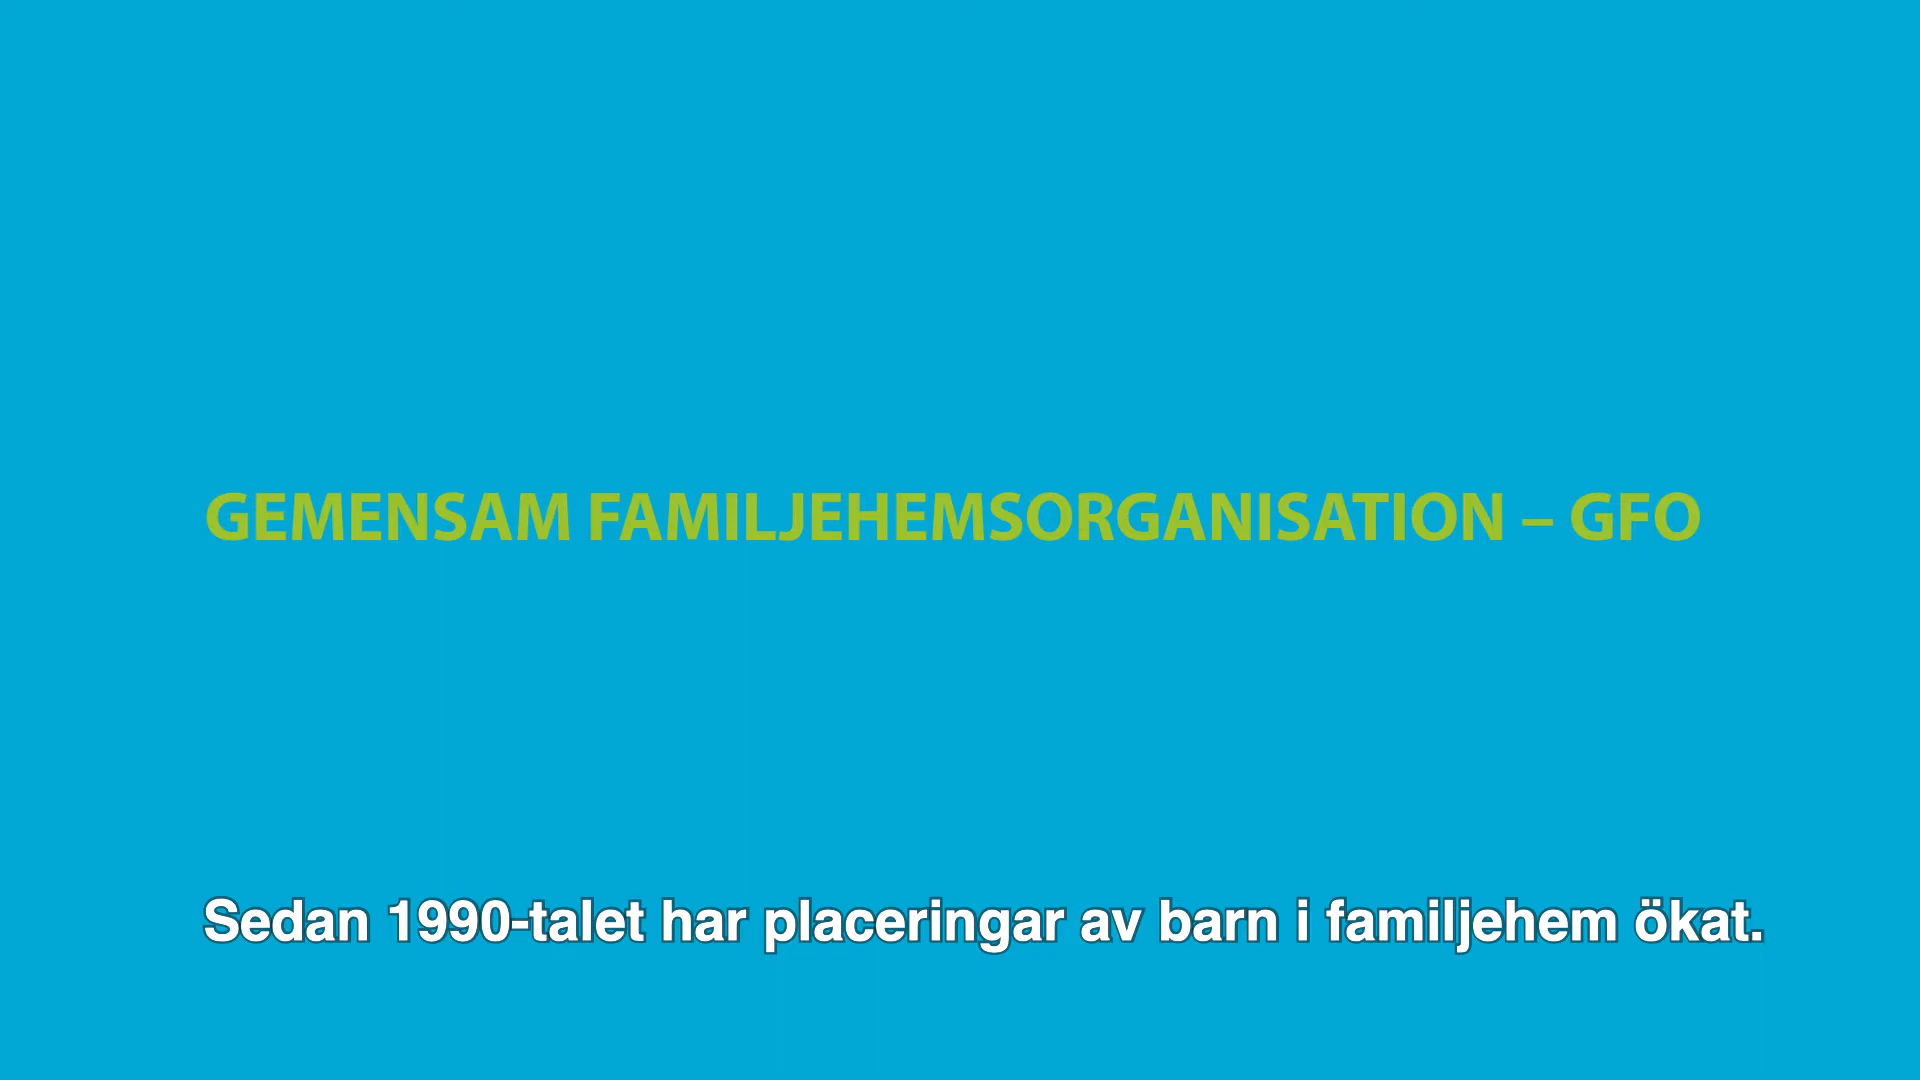 GEMENSAM FAMILJEHEMSORGANISATION – GFO
Sedan 1990-talet har placeringar av barn i familjehem ökat.